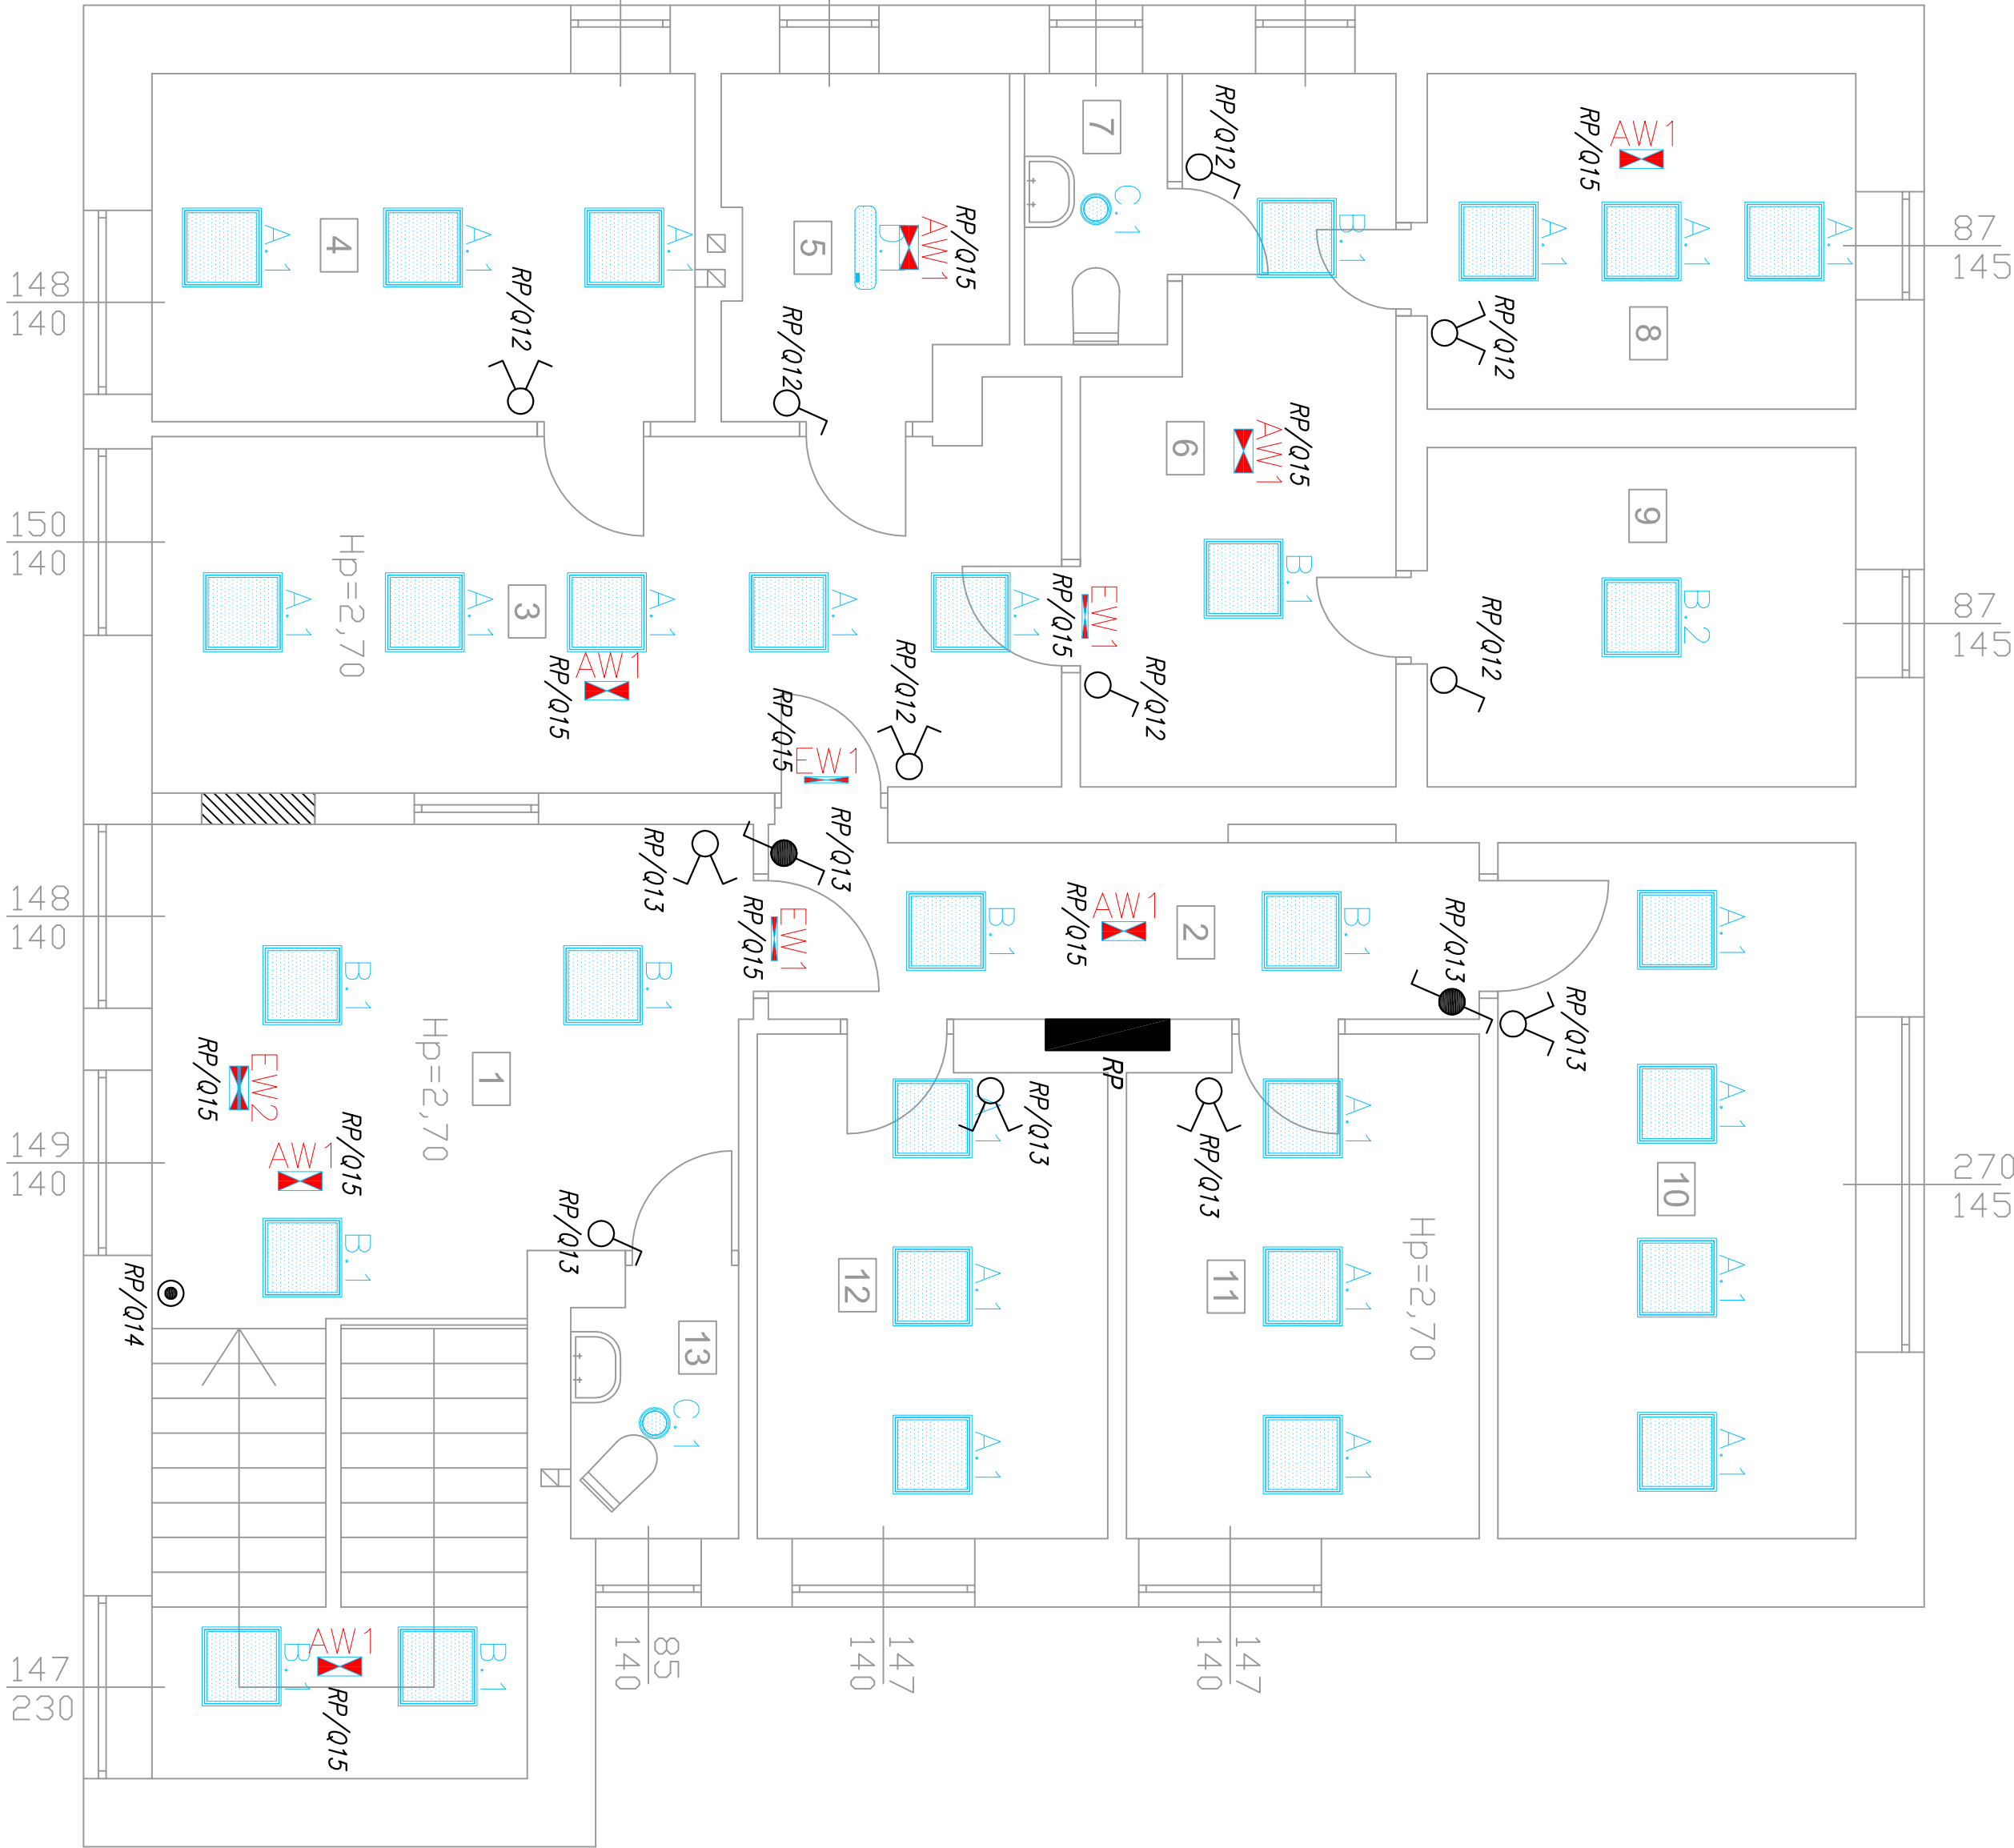 87
145
87
145
270
145
148
140
150
140
148
140
149
140
147
230
85
140
147
140
147
140
4
A.1
A.1
A.1
RP/Q12
5
D.1
AW1
RP/Q15
RP/Q12
7
C.1
RP/Q12
B.1
8
AW1
RP/Q15
A.1
A.1
A.1
RP/Q12
6
AW1
RP/Q15
B.1
EW1
RP/Q15
RP/Q12
9
B.2
RP/Q12
Hp=2,70
3
A.1
A.1
A.1
A.1
A.1
AW1
RP/Q15
RP/Q12
EW1
RP/Q15
RP/Q13
RP/Q13
EW1
RP/Q15
2
B.1
B.1
AW1
RP/Q15
RP/Q13
RP/Q13
RP
1
Hp=2,70
B.1
B.1
B.1
EW2
RP/Q15
AW1
RP/Q15
RP/Q14
RP/Q13
13
C.1
12
A.1
A.1
A.1
RP/Q13
11
Hp=2,70
A.1
A.1
A.1
RP/Q13
10
A.1
A.1
A.1
A.1
B.1
B.1
AW1
RP/Q15